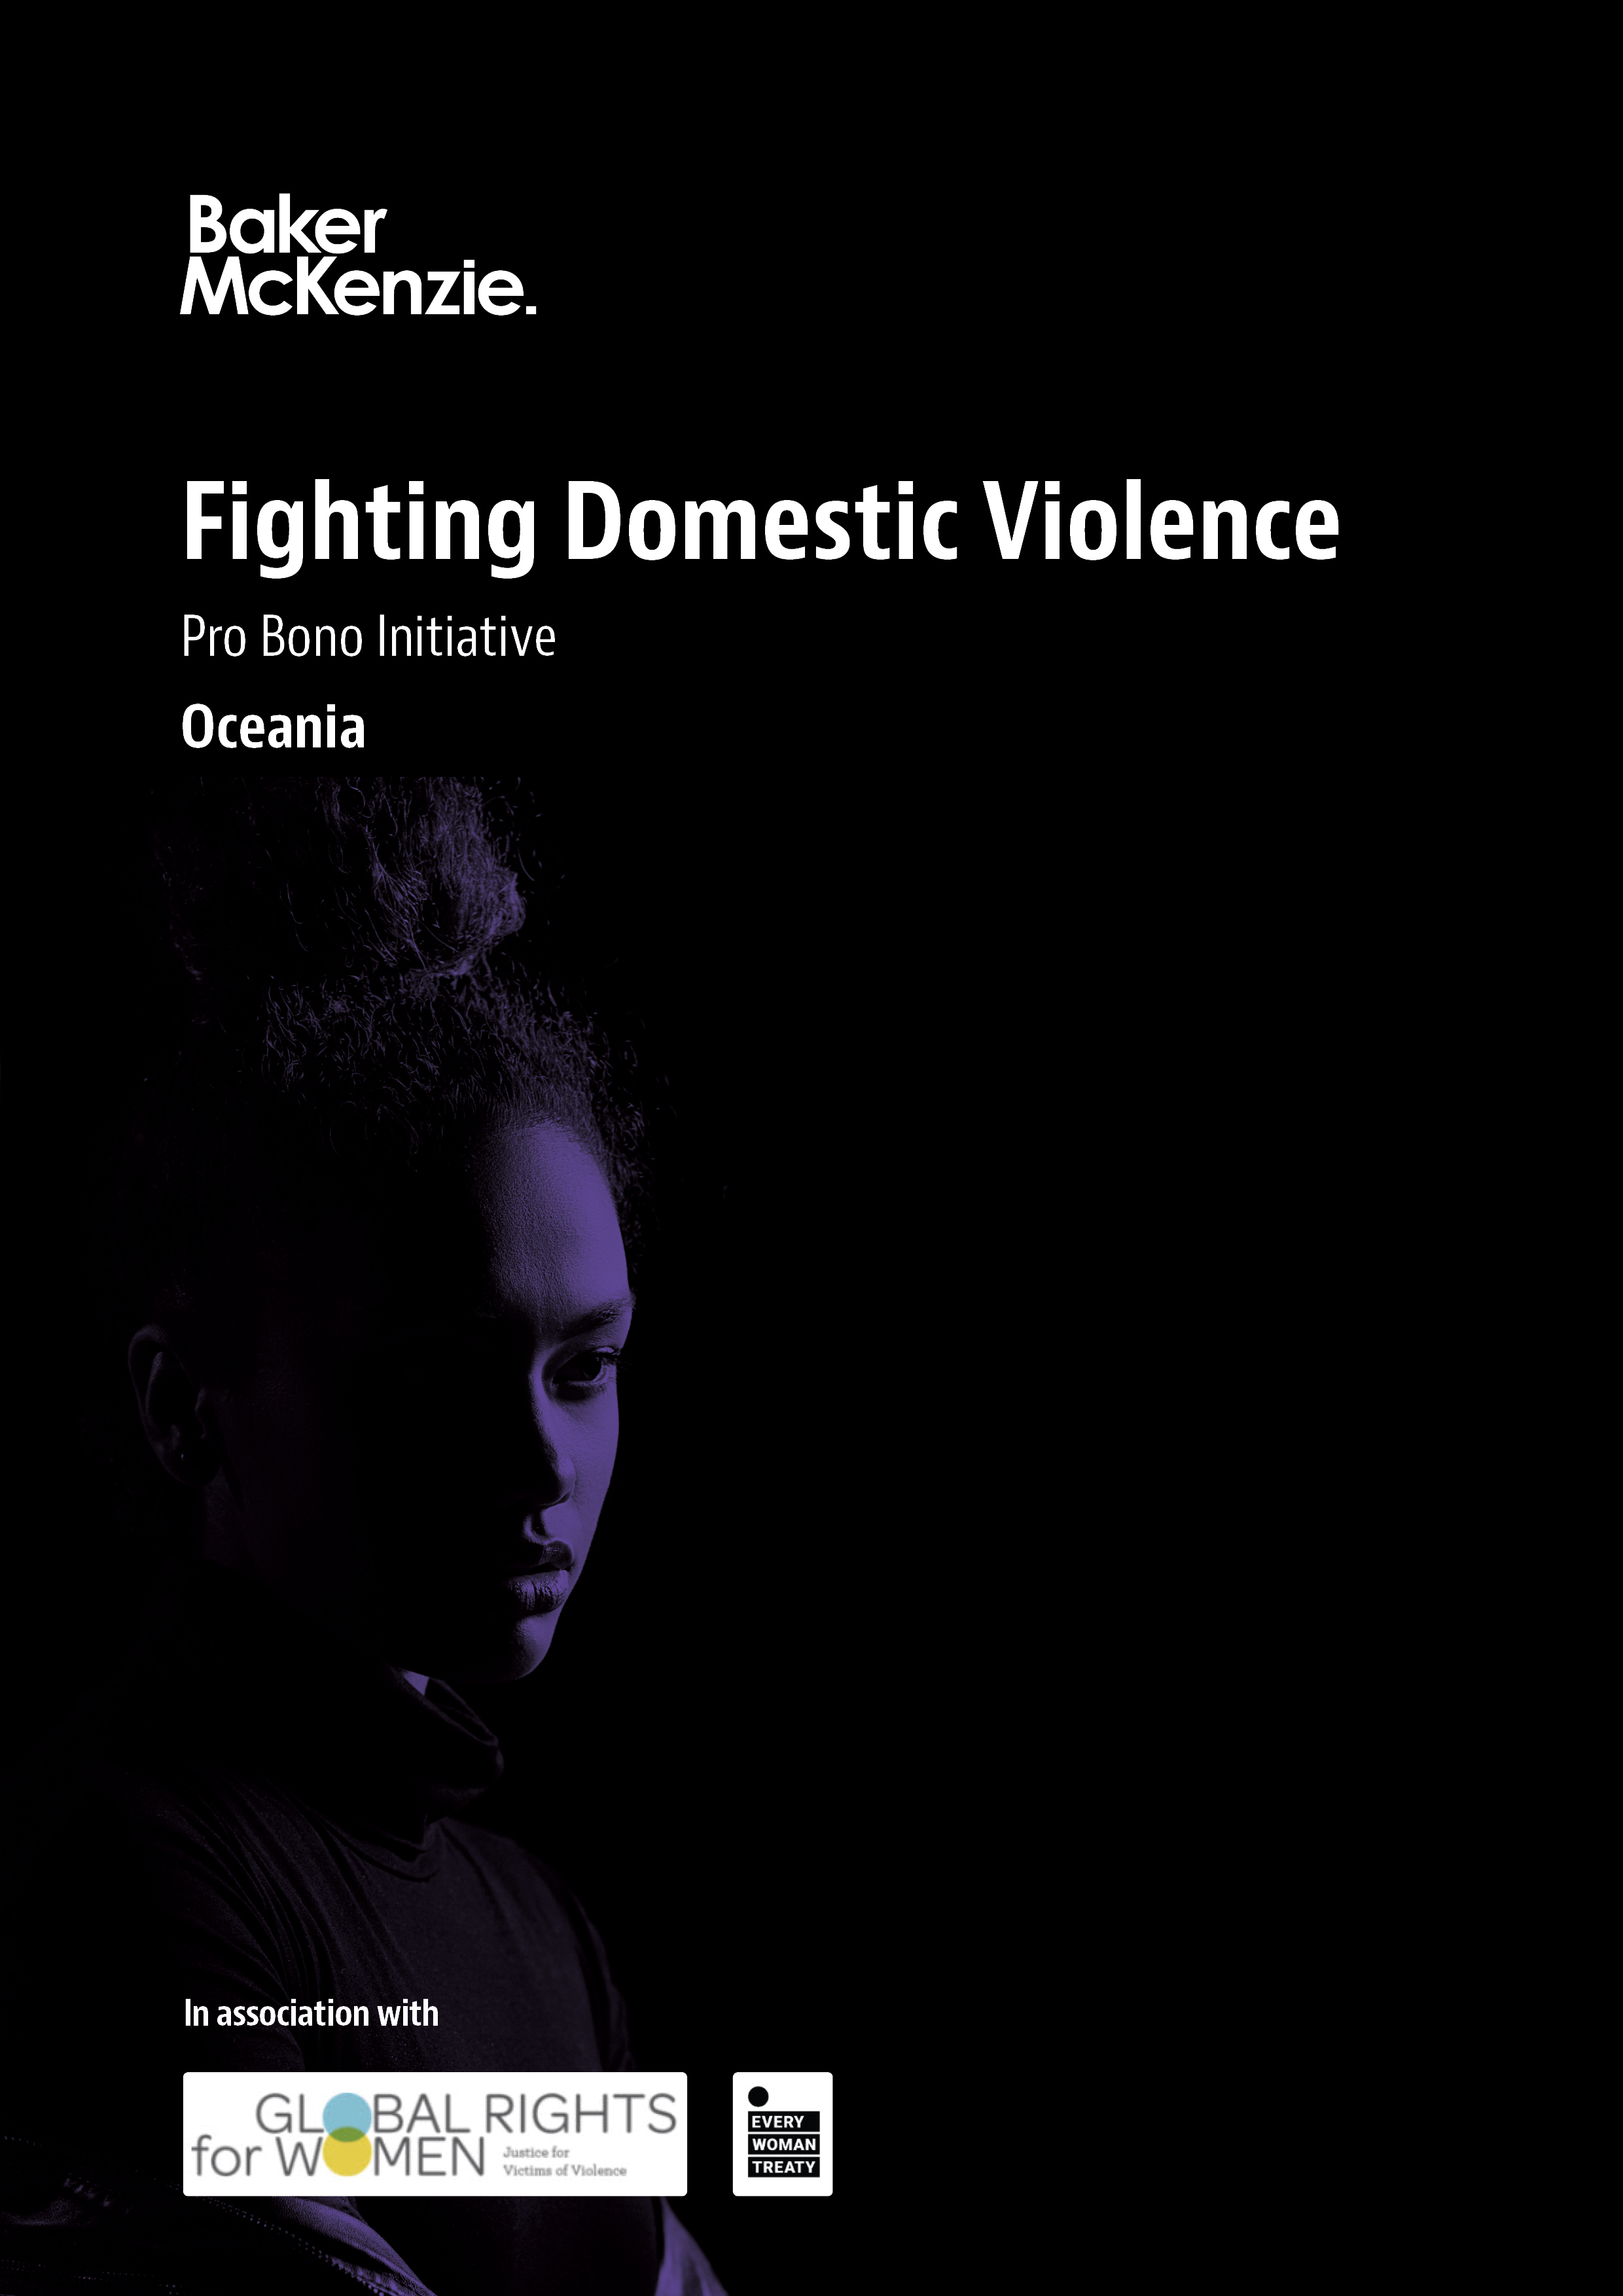 Baker
McKenzie.
Fighting Domestic Violence
Pro Bono Initiative
Oceania
In association with
GLOBAL RIGHTS
for WOMEN
Justice for
Victims of Violence
EVERY
WOMAN
TREATY